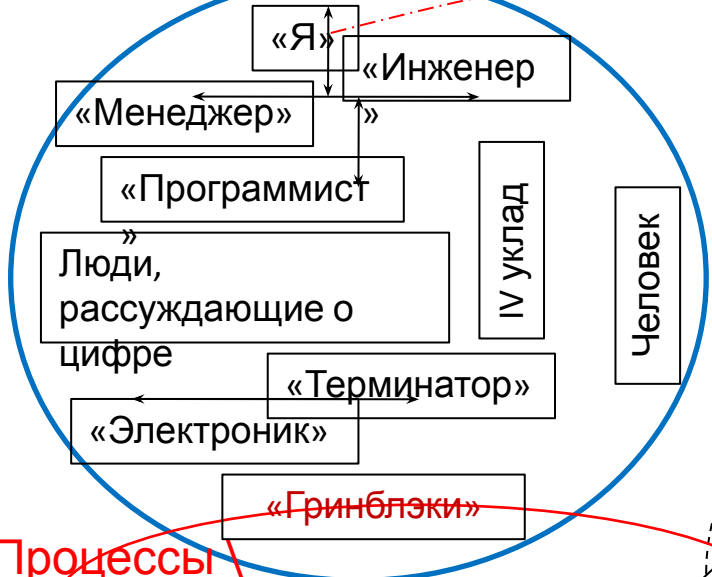 «Я»
«Инженер
»
«Менеджер»
«Программист
»
IV уклад
Человек
Люди,
рассуждающие о
цифре
«Терминатор»
«Электроник»
«Гринблэки»
Процессы